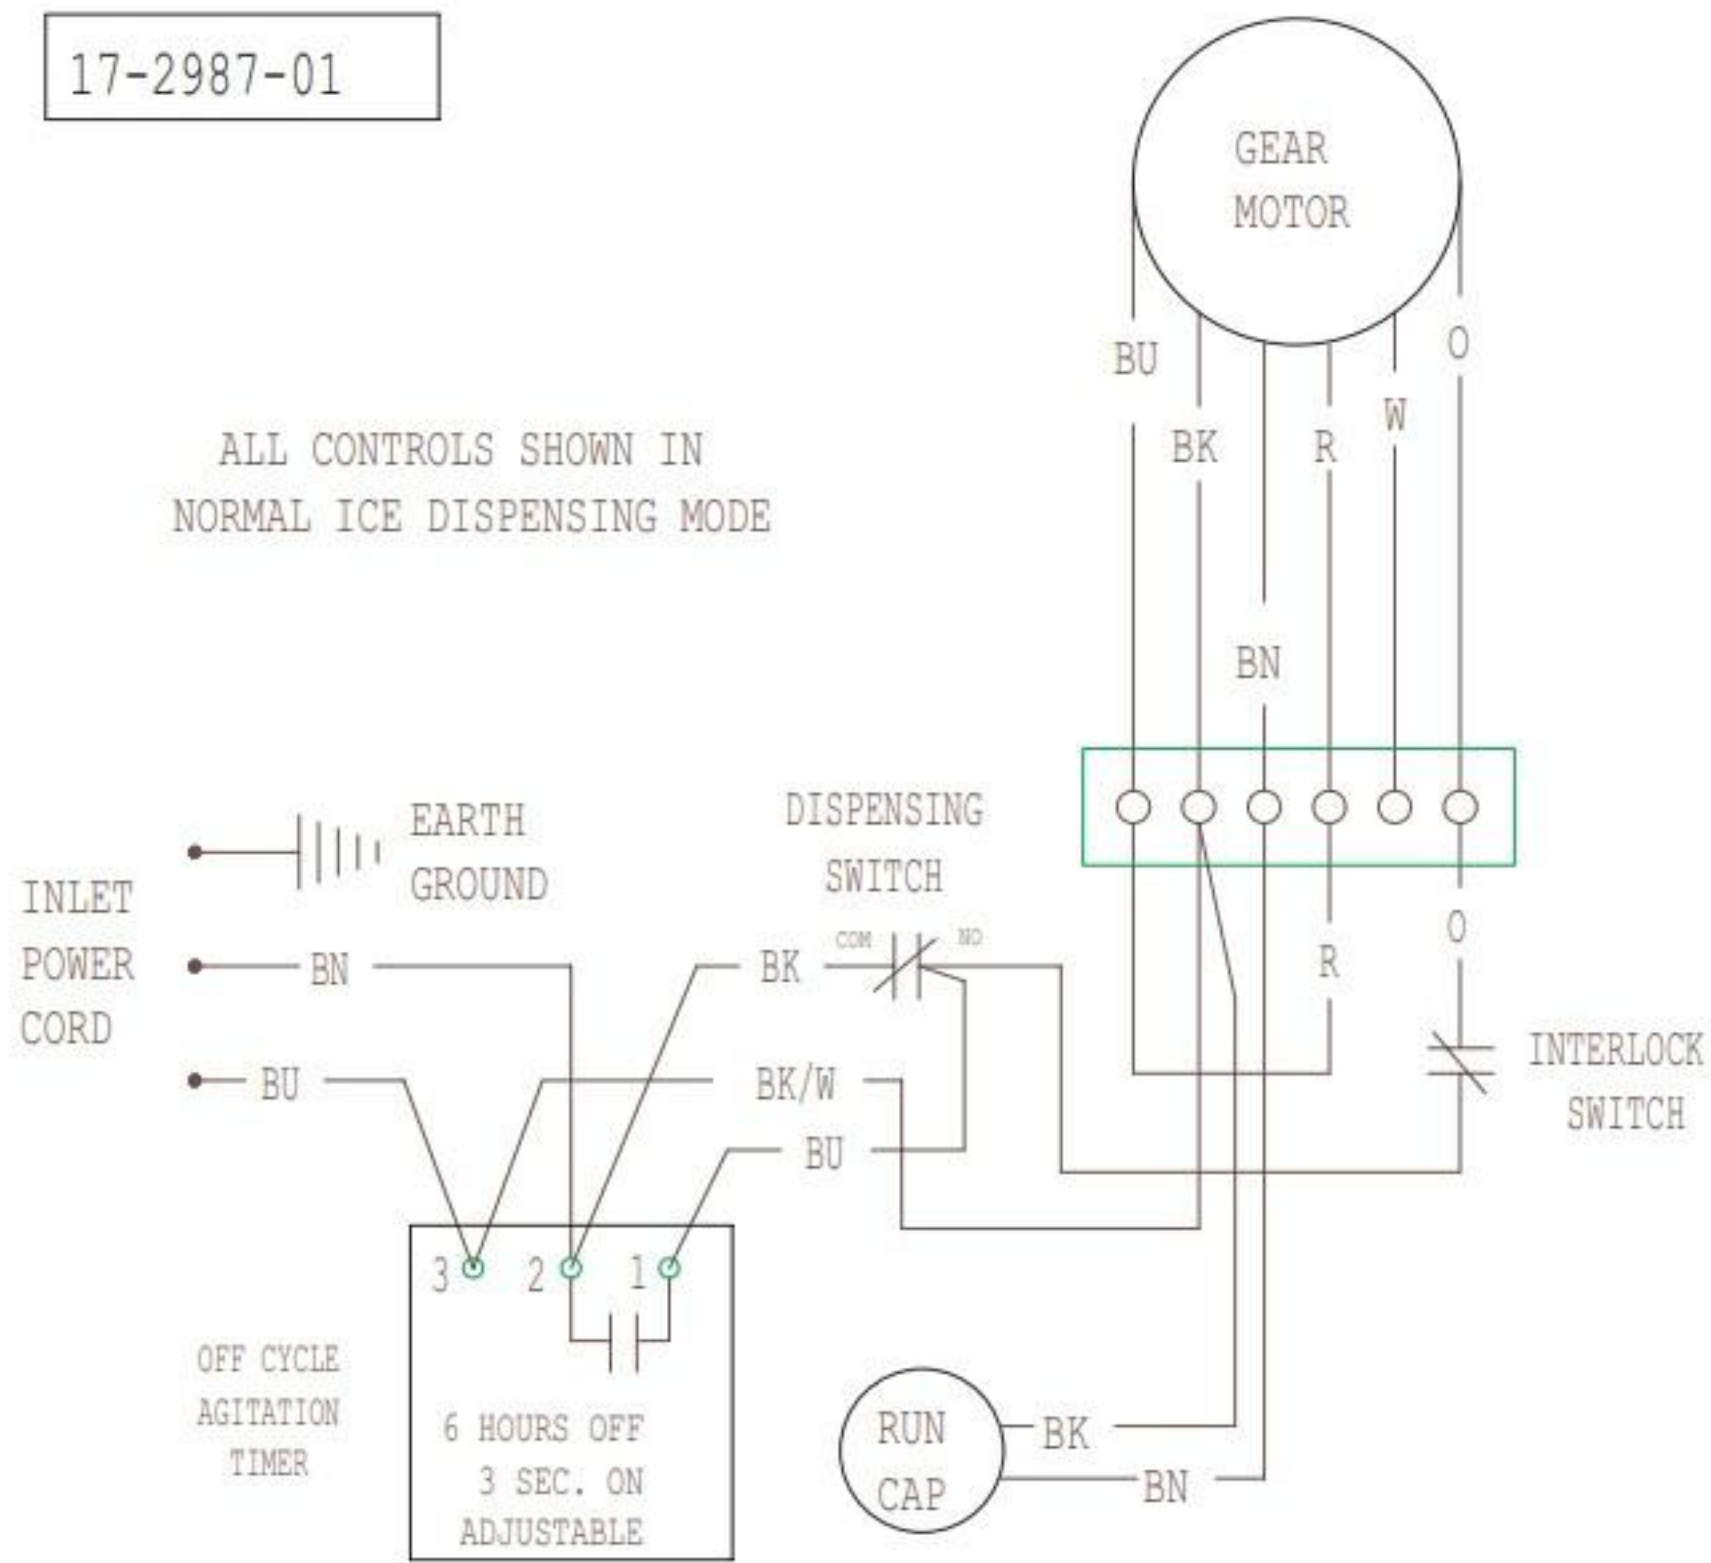 17-2987-01
GEAR
MOTOR
BU
BK
BN
R
W
O
ALL CONTROLS SHOWN IN
NORMAL ICE DISPENSING MODE
INLET
POWER
CORD
EARTH
GROUND
BN
BU
DISPENSING
SWITCH
COM
NO
BK
BK/W
BU
R
O
INTERLOCK
SWITCH
3
2
1
OFF CYCLE
AGITATION
TIMER
6 HOURS OFF
3 SEC. ON
ADJUSTABLE
RUN
CAP
BK
BN